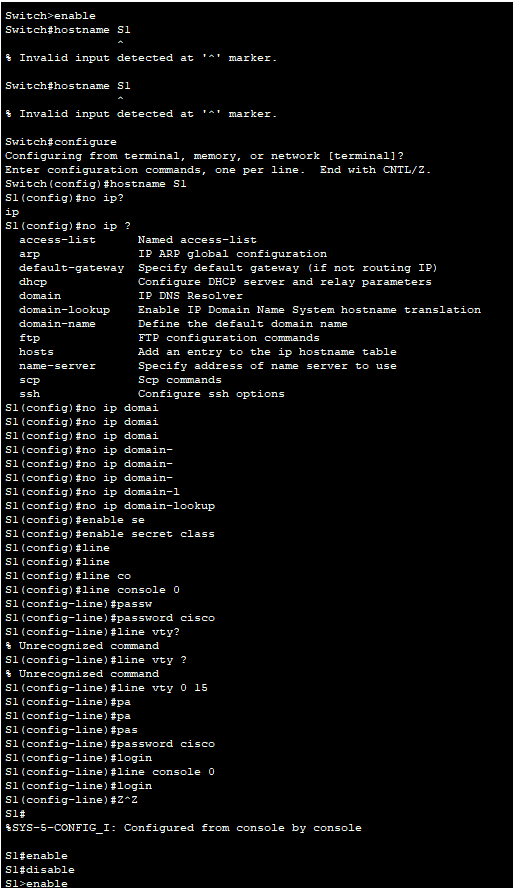 Switch>enable
Switch#hostname S1
^
% Invalid input detected at '^' marker.
Switch#hostname S1
^
% Invalid input detected at '^' marker.
Switch#configure
Configuring from terminal, memory, or network [terminal]?
Enter configuration commands, one per line.  End with CNTL/Z.
Switch(config)#hostname S1
S1(config)#no ip?
ip
S1(config)#no ip ?
access-list      Named access-list
arp              IP ARP global configuration
default-gateway  Specify default gateway (if not routing IP)
dhcp             Configure DHCP server and relay parameters
domain           IP DNS Resolver
domain-lookup    Enable IP Domain Name System hostname translation
domain-name      Define the default domain name
ftp              FTP configuration commands
hosts            Add an entry to the ip hostname table
name-server      Specify address of name server to use
scp              Scp commands
ssh              Configure ssh options
S1(config)#no ip domai
S1(config)#no ip domai
S1(config)#no ip domai
S1(config)#no ip domain-
S1(config)#no ip domain-
S1(config)#no ip domain-
S1(config)#no ip domain-l
S1(config)#no ip domain-lookup
S1(config)#enable se
S1(config)#enable secret class
S1(config)#line
S1(config)#line
S1(config)#line co
S1(config)#line console 0
S1(config-line)#passw
S1(config-line)#password cisco
S1(config-line)#line vty?
% Unrecognized command
S1(config-line)#line vty ?
% Unrecognized command
S1(config-line)#line vty 0 15
S1(config-line)#pa
S1(config-line)#pa
S1(config-line)#pas
S1(config-line)#password cisco
S1(config-line)#login
S1(config-line)#line console 0
S1(config-line)#login
S1(config-line)#Z^Z
S1#
%SYS-5-CONFIG_I: Configured from console by console
S1#enable
S1#disable
S1>enable